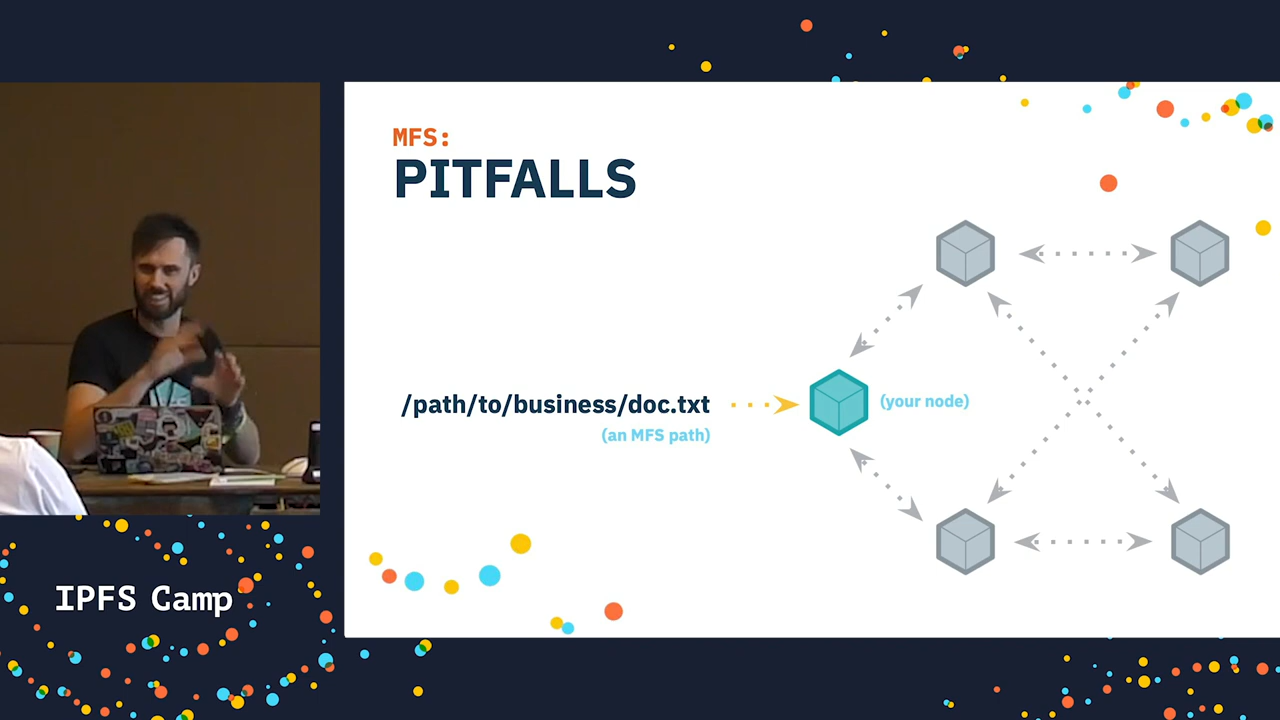 MFS:
PITFALLS
/path/to/business/doc.txt
(an MFS path)
(your node)
IPFS Camp